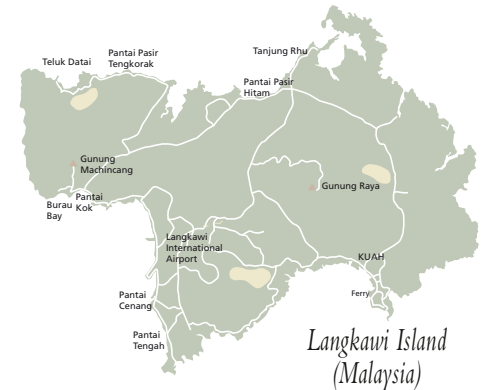 Tanjung Rhu
Pantai Pasir
Tengkorak
Teluk Datai
Pantai Pasir
Hitam
Gunung
Machincang
Gunung Raya
Burau
Bay
Pantai
Kok
Langkawi
International
Airport
KUAH
Ferry
Pantai
Cenang
Pantai
Tengah
Langkawi Island
(Malaysia)